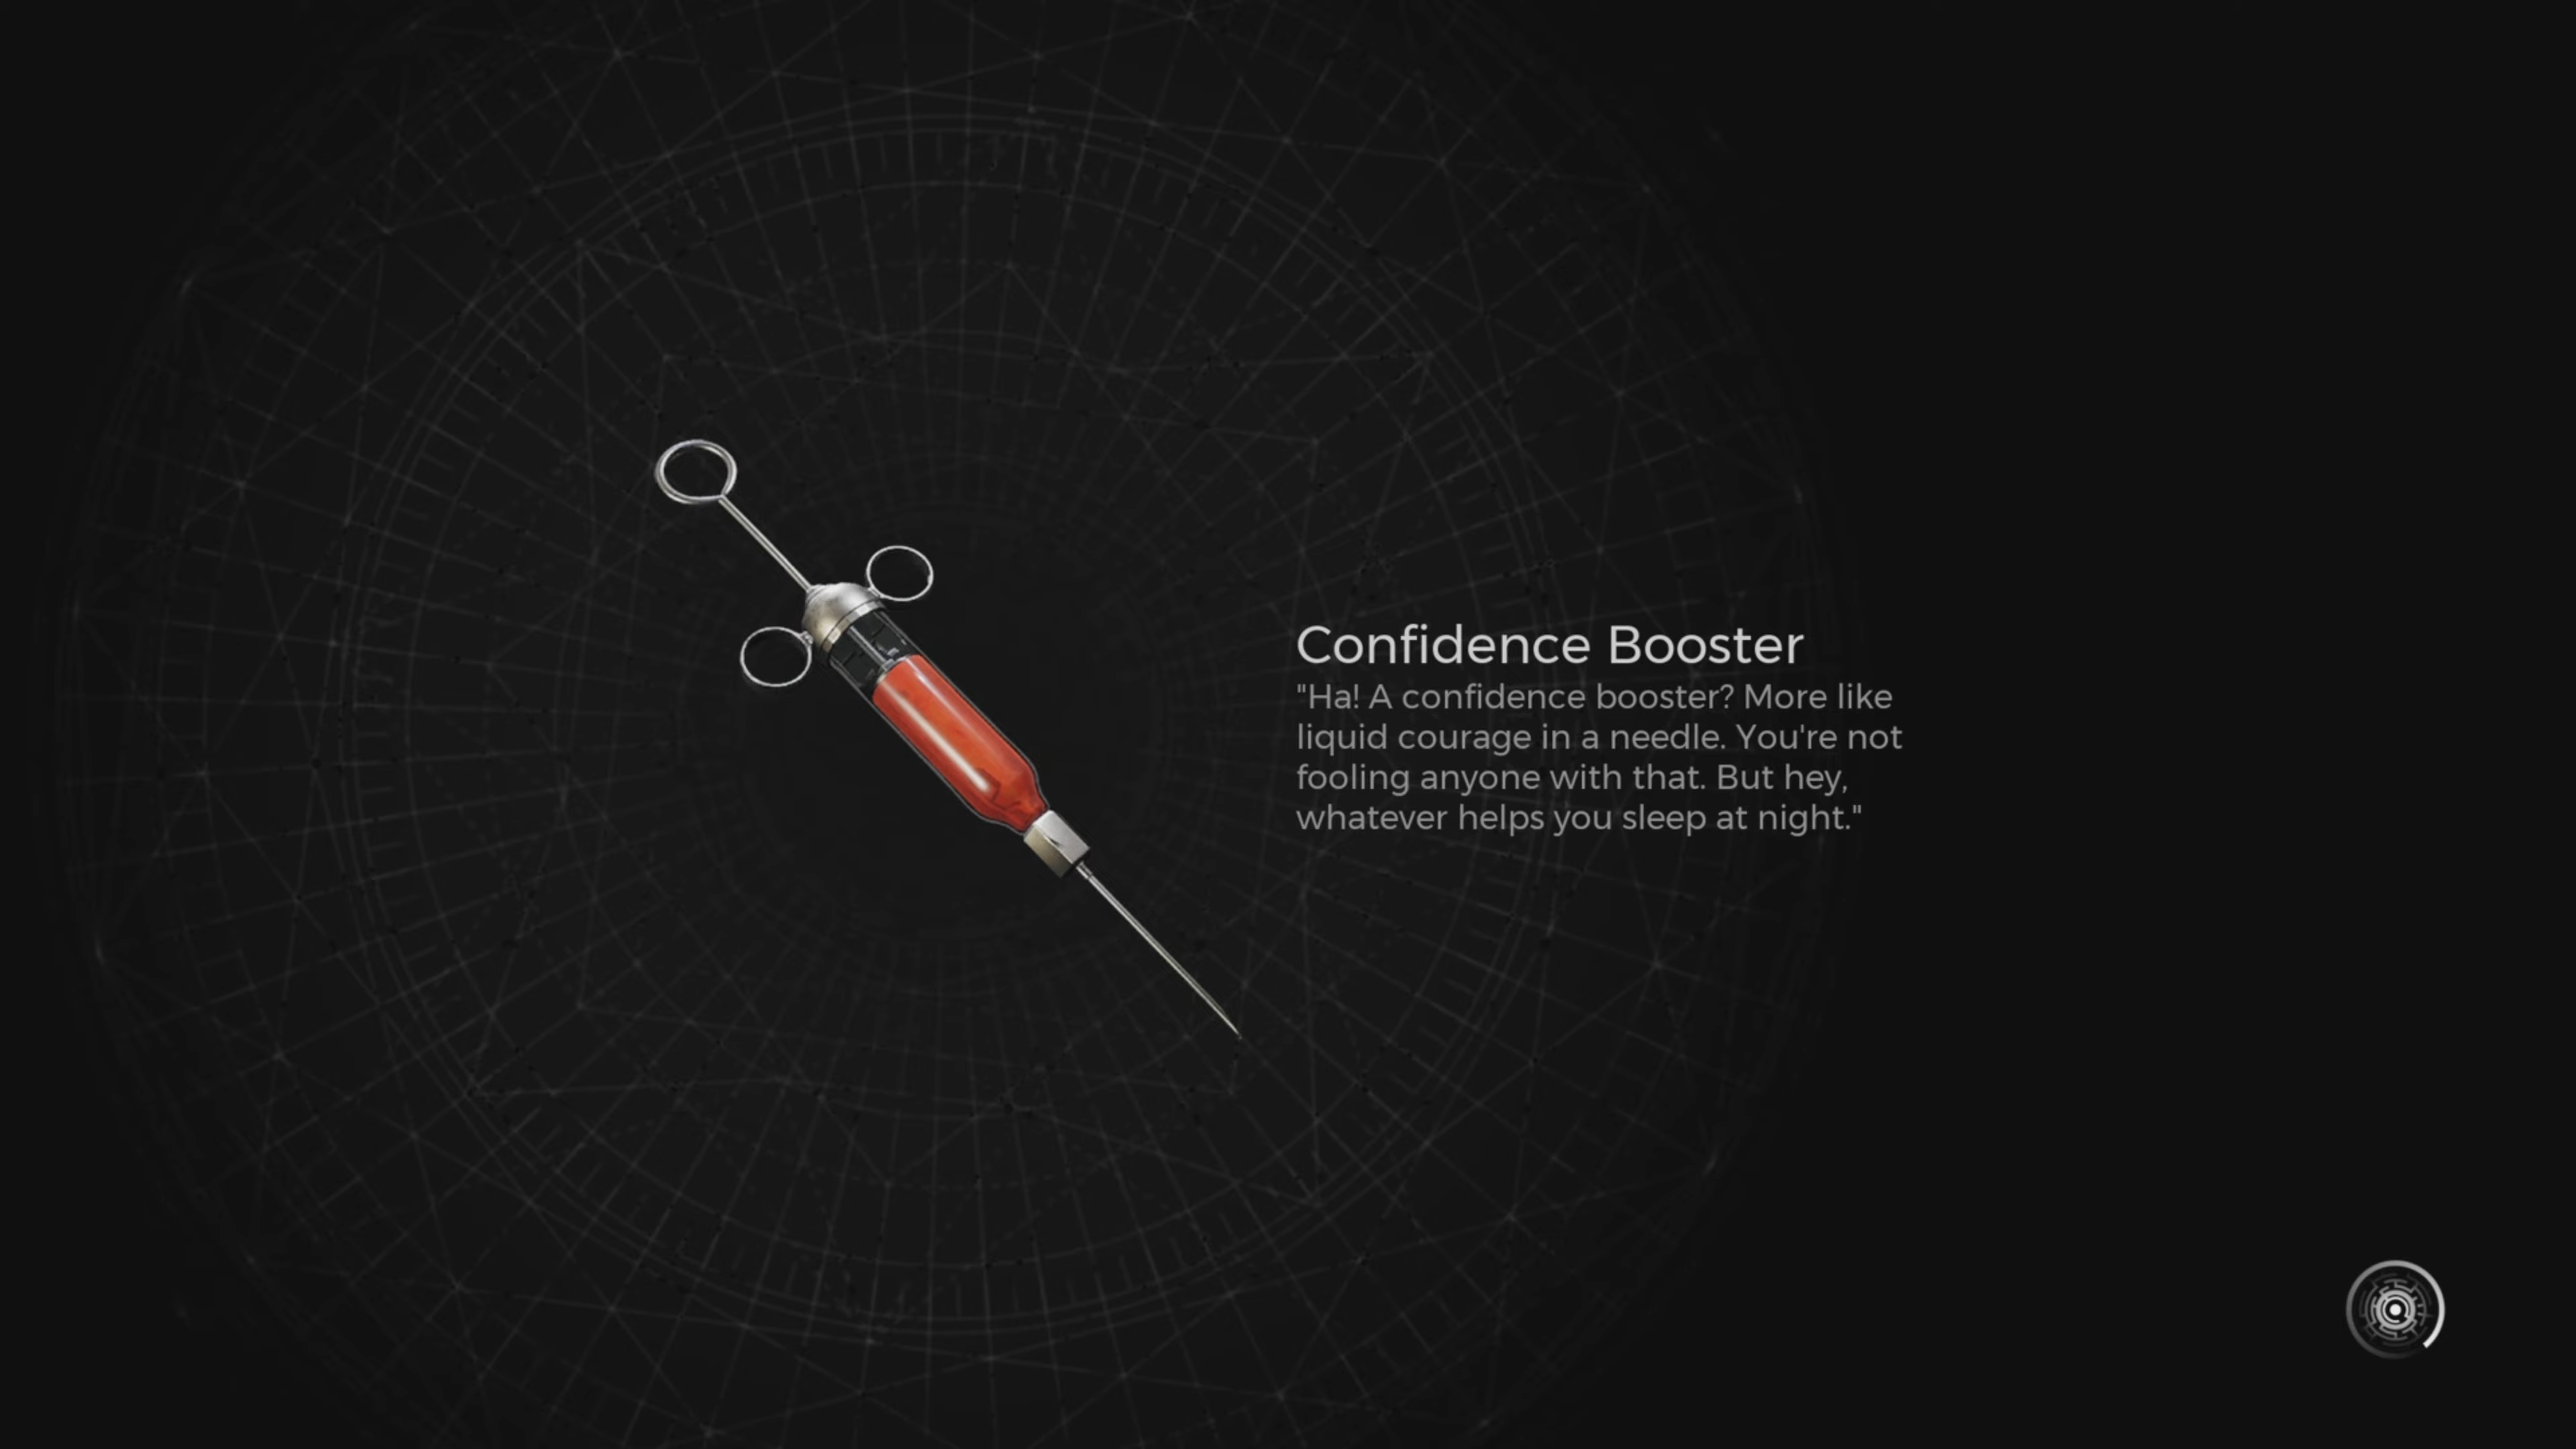 Confidence Booster
"Ha! A confidence booster? More like
liquid courage in a needle. You're not
fooling anyone with that. But hey,
whatever helps you sleep at night."